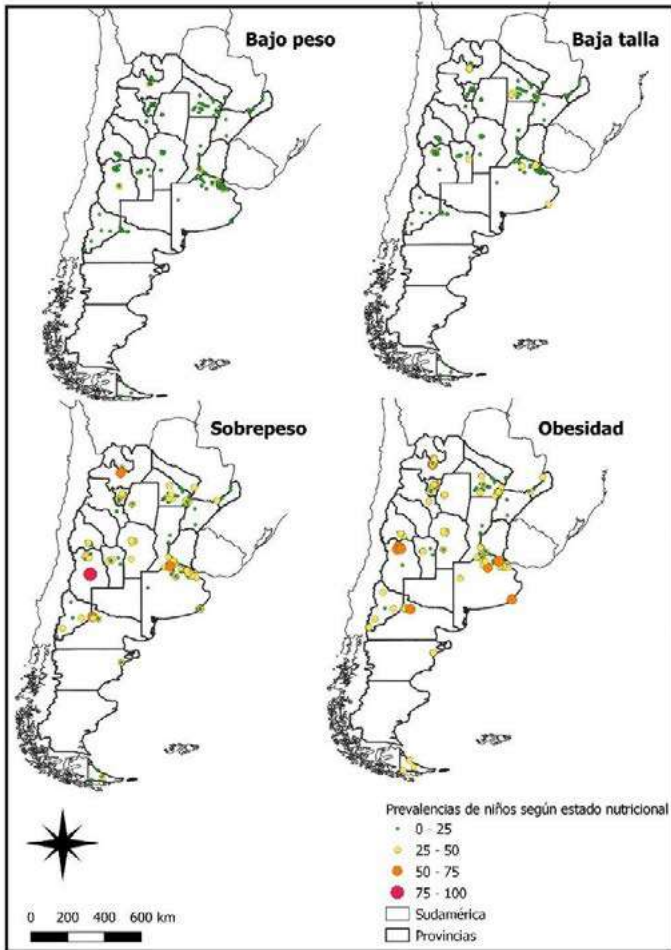 Bajo peso
Baja talla
Sobrepeso
Obesidad
Prevalencias de niños según estado nutricional
0 - 25
25 - 50
50 - 75
75 - 100
Sudamérica
Provincias
0 200 400 600 km